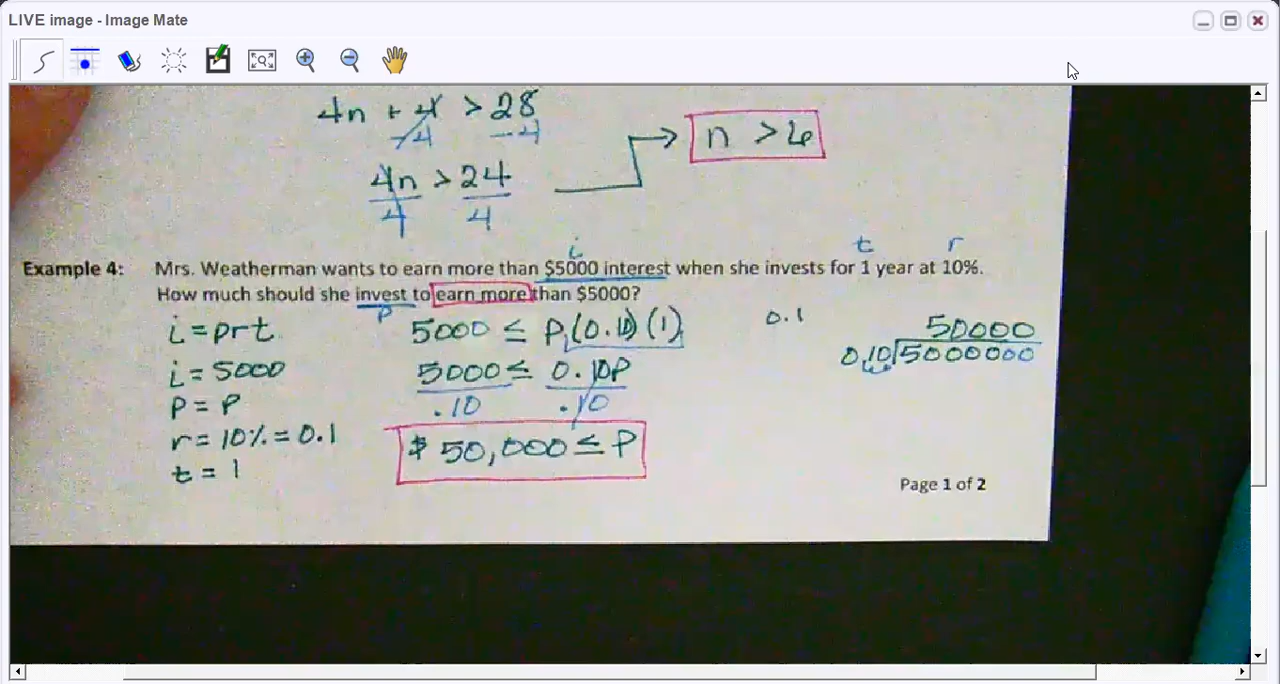 LIVE image - Image Mate
4n + 4 > 28
-4 -4
4n > 24
4 4
n > 6
i t r
Example 4: Mrs. Weatherman wants to earn more than $5000 interest when she invests for 1 year at 10%.
How much should she invest to earn more than $5000?
P
i = prt
i = 5000
P = P
r = 10% = 0.1
t = 1
5000 ≤ P(0.10)(1)
5000 ≤ 0.10P
.10 .10
$50,000 ≤ P
0.1
50000
0.10)5000000
Page 1 of 2